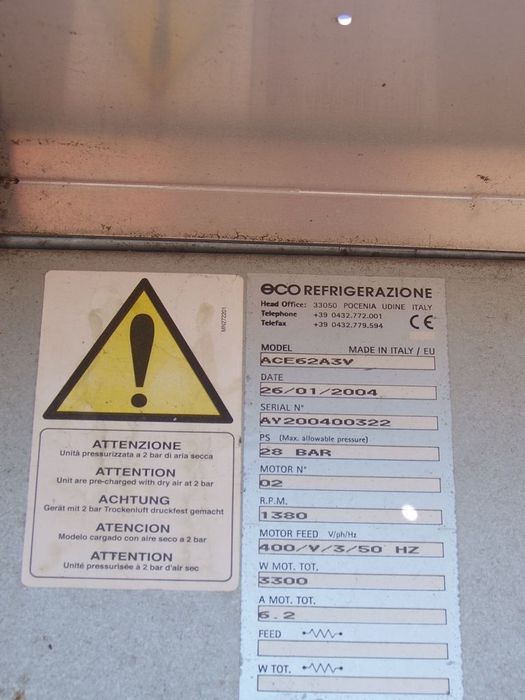 !
ATTENZIONE
Unità pressurizzata a 2 bar di aria secca
ATTENTION
Unit are pre-charged with dry air at 2 bar
ACHTUNG
Gerät mit 2 bar Trockenluft druckfest gemacht
ATENCION
Modelo cargado con aire seco a 2 bar
ATTENTION
Unité pressurisée à 2 bar d'air sec
MN272201
ECO REFRIGERAZIONE
Head Office: 33050 POCENIA UDINE ITALY
Telephone +39 0432.772.001
Telefax +39 0432.779.594
CE
MODEL MADE IN ITALY / EU
ACE62A3V
DATE
26/01/2004
SERIAL N°
AY200400322
PS (Max. allowable pressure)
28 BAR
MOTOR N°
02
R.P.M.
1380
MOTOR FEED V/ph/Hz
400/Y/3/50 HZ
W MOT. TOT.
3300
A MOT. TOT.
6.2
FEED
W TOT.